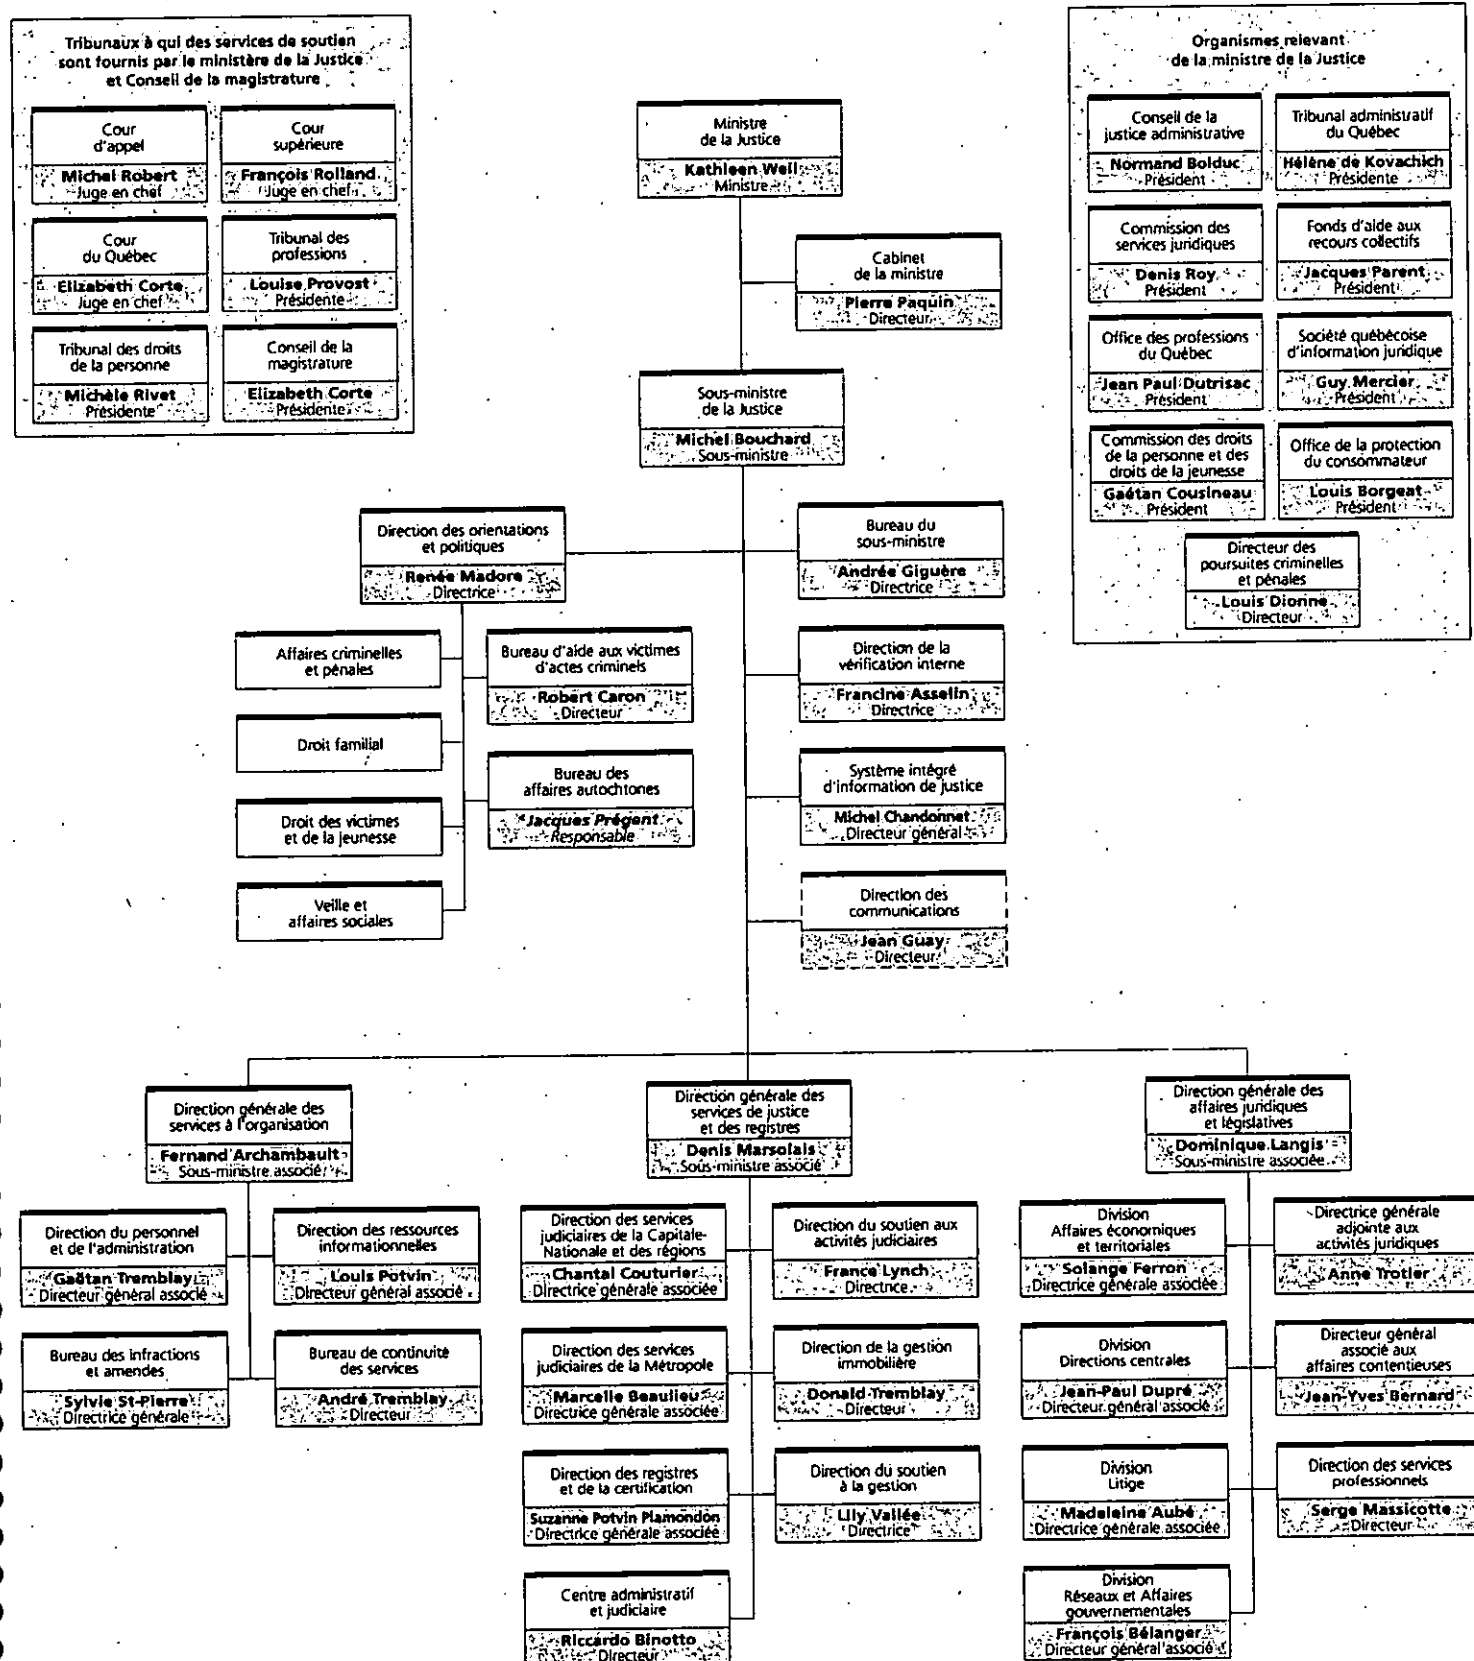 Tribunaux à qui des services de soutien
sont fournis par le ministère de la Justice
et Conseil de la magistrature
Cour
d'appel
Michel Robert
Juge en chef
Cour
supérieure
François Rolland
Juge en chef
Cour
du Québec
Elizabeth Corte
Juge en chef
Tribunal des
professions
Louise Provost
Présidente
Tribunal des droits
de la personne
Michèle Rivet
Présidente
Conseil de la
magistrature
Elizabeth Corte
Présidente
Ministre
de la Justice
Kathleen Weil
Ministre
Cabinet
de la ministre
Pierre Paquin
Directeur
Sous-ministre
de la Justice
Michel Bouchard
Sous-ministre
Organismes relevant
de la ministre de la Justice
Conseil de la
justice administrative
Normand Bolduc
Président
Tribunal administratif
du Québec
Hélène de Kovachich
Présidente
Commission des
services juridiques
Denis Roy
Président
Fonds d'aide aux
recours collectifs
Jacques Parent
Président
Office des professions
du Québec
Jean Paul Dutrisac
Président
Société québécoise
d'information juridique
Guy Mercier
Président
Commission des droits
de la personne et des
droits de la jeunesse
Gaétan Cousineau
Président
Office de la protection
du consommateur
Louis Borgeat
Président
Directeur des
poursuites criminelles
et pénales
Louis Dionne
Directeur
Direction des orientations
et politiques
Renée Madore
Directrice
Bureau du
sous-ministre
Andrée Giguère
Directrice
Affaires criminelles
et pénales
Bureau d'aide aux victimes
d'actes criminels
Robert Caron
Directeur
Direction de la
vérification interne
Francine Asselin
Directrice
Droit familial
Bureau des
affaires autochtones
Jacques Prégent
Responsable
Système intégré
d'information de justice
Michel Chandonnet
Directeur général
Droit des victimes
et de la jeunesse
Veille et
affaires sociales
Direction des
communications
Jean Guay
Directeur
Direction générale des
services à l'organisation
Fernand Archambault
Sous-ministre associé
Direction générale des
services de justice
et des registres
Denis Marsolais
Sous-ministre associé
Direction générale des
affaires juridiques
et législatives
Dominique Langis
Sous-ministre associée
Direction du personnel
et de l'administration
Gaëtan Tremblay
Directeur général associé
Direction des ressources
informationnelles
Louis Potvin
Directeur général associé
Bureau des infractions
et amendes
Sylvie St-Pierre
Directrice générale
Bureau de continuité
des services
André Tremblay
Directeur
Direction des services
judiciaires de la Capitale-
Nationale et des régions
Chantal Couturier
Directrice générale associée
Direction du soutien aux
activités judiciaires
France Lynch
Directrice
Direction des services
judiciaires de la Métropole
Marcelle Beaulieu
Directrice générale associée
Direction de la gestion
immobilière
Donald Tremblay
Directeur
Direction des registres
et de la certification
Suzanne Potvin Plamondon
Directrice générale associée
Direction du soutien
à la gestion
Lily Vallée
Directrice
Centre administratif
et judiciaire
Riccardo Binotto
Directeur
Division
Affaires économiques
et territoriales
Solange Ferron
Directrice générale associée
Directrice générale
adjointe aux
activités juridiques
Anne Trotier
Division
Directions centrales
Jean-Paul Dupré
Directeur général associé
Directeur général
associé aux
affaires contentieuses
Jean-Yves Bernard
Division
Litige
Madeleine Aubé
Directrice générale associée
Direction des services
professionnels
Serge Massicotte
Directeur
Division
Réseaux et Affaires
gouvernementales
François Bélanger
Directeur général associé